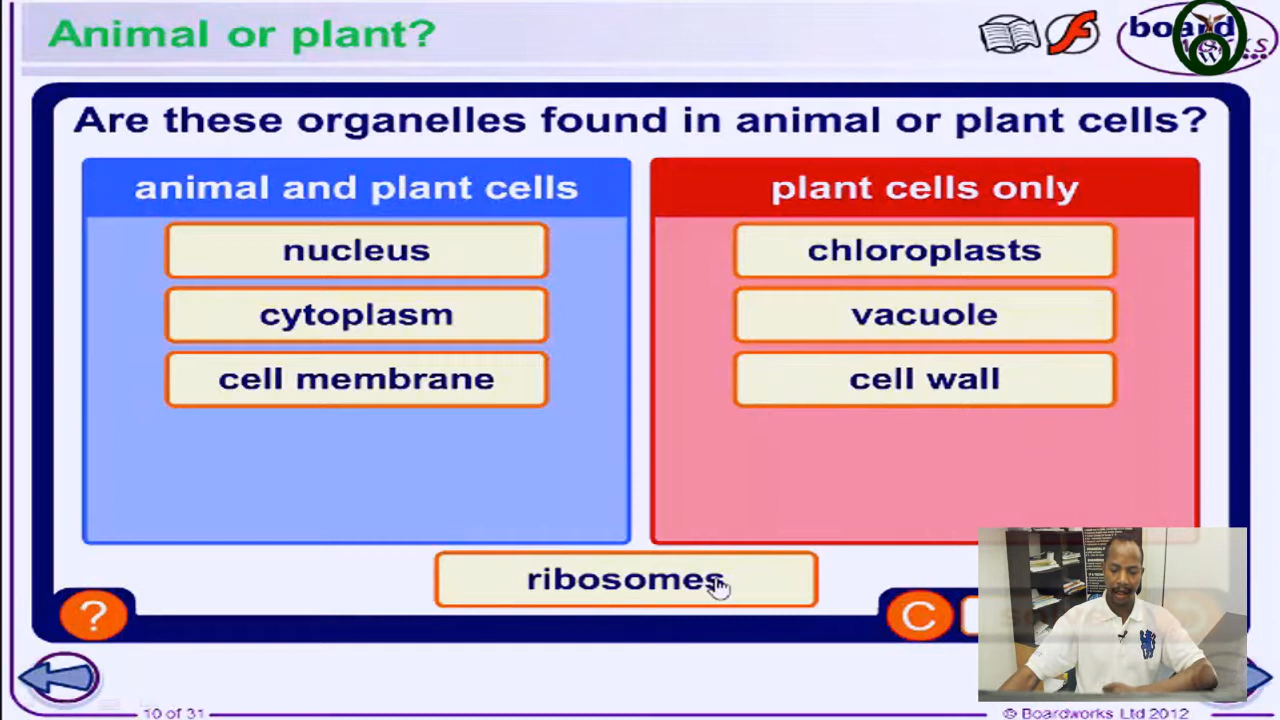 Animal or plant?
board
Are these organelles found in animal or plant cells?
animal and plant cells
plant cells only
nucleus
chloroplasts
cytoplasm
vacuole
cell membrane
cell wall
ribosomes
?
C
10 of 31
© Boardworks Ltd 2012